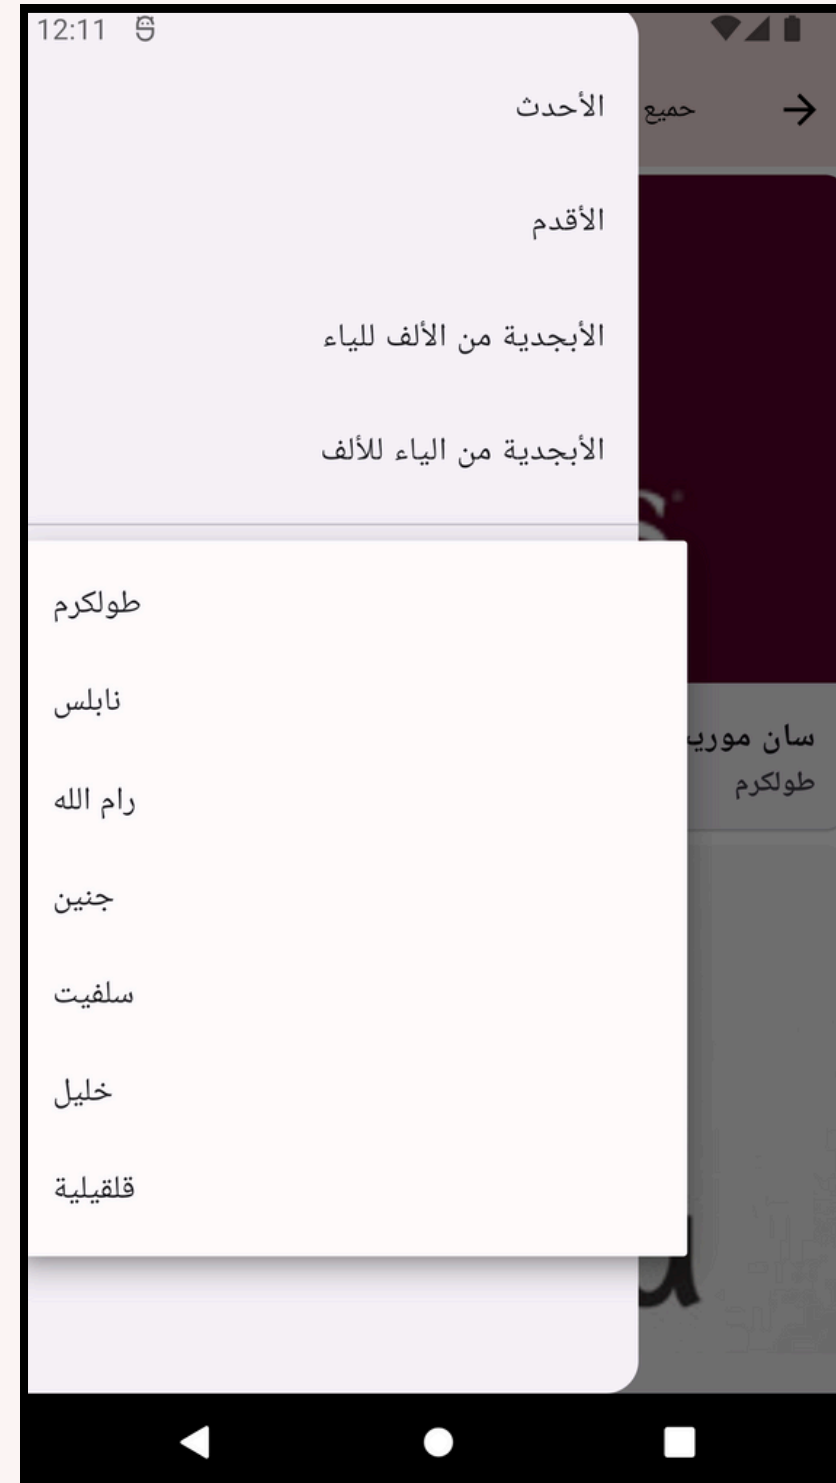 12:11
حميع
الأحدث
الأقدم
الأبجدية من الألف للياء
الأبجدية من الياء للألف
طولكرم
نابلس
رام الله
جنين
سلفيت
خليل
قلقيلية
سان
طولكرم